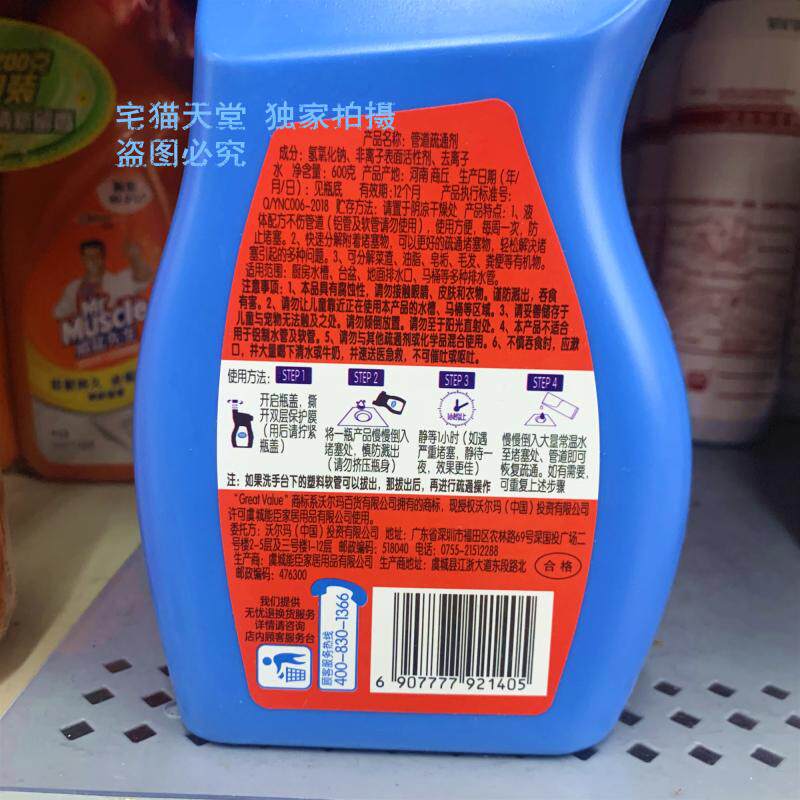 宅猫天堂 独家拍摄
盗图必究
产品名称：管道疏通剂
成分：氢氧化钠、非离子表面活性剂、去离子
水 净含量：600克 产品产地：河南 商丘 生产日期（年/
月/日）：见瓶底 有效期：12个月 产品执行标准号：
Q/YNC006-2018 贮存方法：请置于阴凉干燥处 产品特点：1、液
体配方不伤管道（铝管及软管请勿使用），使用方便，每周一次，防
止堵塞。2、快速分解附着堵塞物，可以更好的疏通堵塞物，轻松解决堵
塞引起的多种问题。3、可分解菜渣、油脂、皂垢、毛发、粪便等有机物。
适用范围：厨房水槽、台盆、地面排水口、马桶等多种排水管。
注意事项：1、本品具有腐蚀性，请勿接触眼睛、皮肤和衣物。谨防溅出，吞食
有害。2、请勿让儿童靠近正在使用本产品的水槽、马桶等区域。3、请妥善储存于
儿童与宠物无法触及之处。请勿倾倒放置。请勿至于阳光直射处。4、本产品不适合
用于铝制水管及软管。5、请勿与其他疏通剂或化学品混合使用。6、不慎吞食时，应漱
口，并大量喝下清水或牛奶，并速送医急救，不可催吐或呕吐。
使用方法： STEP 1 STEP 2 STEP 3 STEP 4
开启瓶盖，撕
开双层保护膜
（用后请拧紧
瓶盖）
将一瓶产品慢慢倒入
堵塞处，慎防溅出
（请勿挤压瓶身）
静等1小时（如遇
严重堵塞，静待一
夜，效果更佳）
慢慢倒入大量常温水
至堵塞处、管道即可
恢复疏通。如有需要，
可重复上述步骤
注：如果洗手台下的塑料软管可以拔出，那拔出后，再进行疏通操作
"Great Value" 商标系沃尔玛百货有限公司拥有的商标，现授权沃尔玛（中国）投资有限公司
许可虞城能臣家居用品有限公司使用。
委托方：沃尔玛（中国）投资有限公司 地址：广东省深圳市福田区农林路69号深国投广场二
号楼2-5层及三号楼1-12层 邮政编码：518040 电话：0755-21512288
生产商：虞城能臣家居用品有限公司 生产商地址：虞城县江浙大道东段路北
邮政编码：476300
合格
我们提供
无忧退换货服务
详情请咨询
店内顾客服务台
顾客服务热线
400-830-1366
6 907777 921405
Mr
Muscle